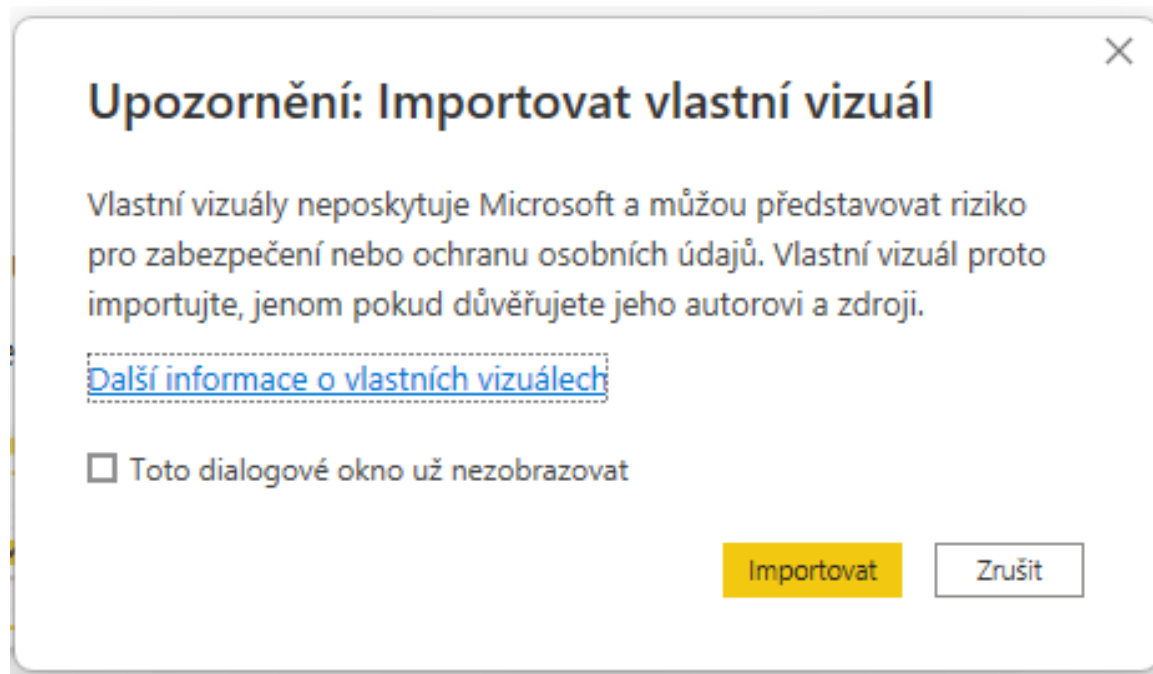 Upozornění: Importovat vlastní vizuál
Vlastní vizuály neposkytuje Microsoft a můžou představovat riziko
pro zabezpečení nebo ochranu osobních údajů. Vlastní vizuál proto
importujte, jenom pokud důvěřujete jeho autorovi a zdroji.
Další informace o vlastních vizuálech
Toto dialogové okno už nezobrazovat
Importovat
Zrušit